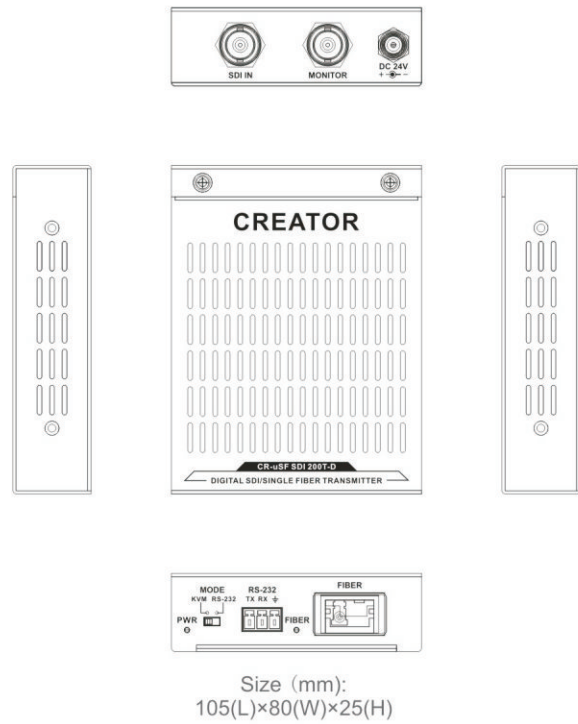 SDI IN MONITOR DC 24V
+ −
CREATOR
CR-uSF SDI 200T-D
DIGITAL SDI/SINGLE FIBER TRANSMITTER
MODE RS-232 FIBER
KVM RS-232 TX RX
PWR FIBER
Size (mm):
105(L)×80(W)×25(H)